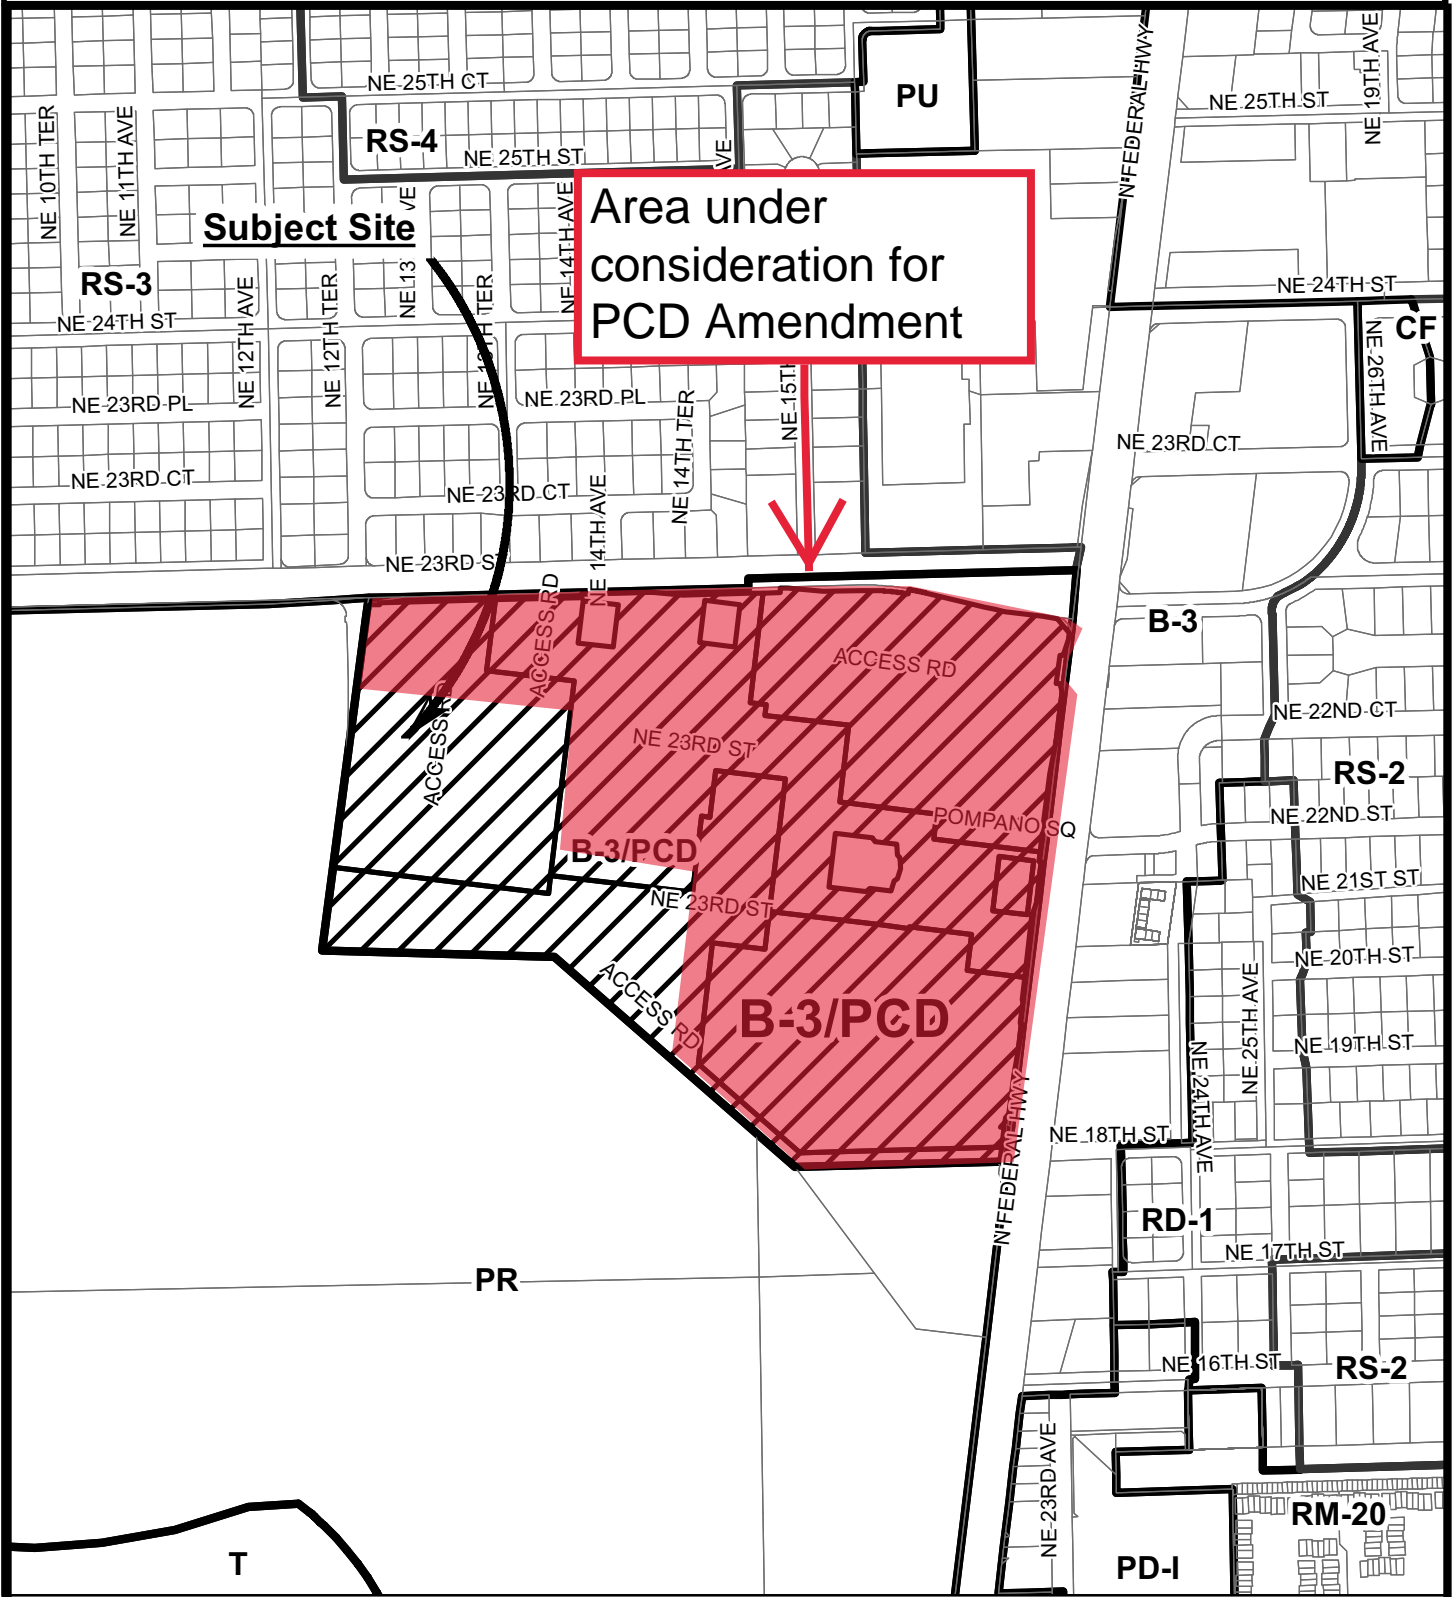 NE 25TH CT
PU
NE 25TH ST
NE 19TH AVE
N FEDERAL HWY
NE 10TH TER
NE 11TH AVE
RS-4
NE 25TH ST
AVE
Subject Site
NE 13
VE
NE 14TH AVE
Area under
consideration for
PCD Amendment
RS-3
NE 24TH ST
NE 12TH AVE
NE 12TH TER
NE 13TH TER
NE 24TH ST
CF
NE 26TH AVE
NE 23RD PL
NE 23RD PL
NE 14TH TER
NE 15TH
NE 23RD CT
NE 23RD CT
NE 23RD CT
NE 14TH AVE
NE 23RD ST
ACCESS RD
B-3
ACCESS RD
ACCESS RD
NE 23RD ST
NE 22ND CT
RS-2
POMPANO SQ
NE 22ND ST
B-3/PCD
NE 23RD ST
NE 21ST ST
ACCESS RD
NE 20TH ST
B-3/PCD
NE 25TH AVE
NE 19TH ST
NE 24TH AVE
N FEDERAL HWY
NE 18TH ST
RD-1
NE 17TH ST
PR
NE 16TH ST
RS-2
NE 23RD AVE
RM-20
T
PD-I